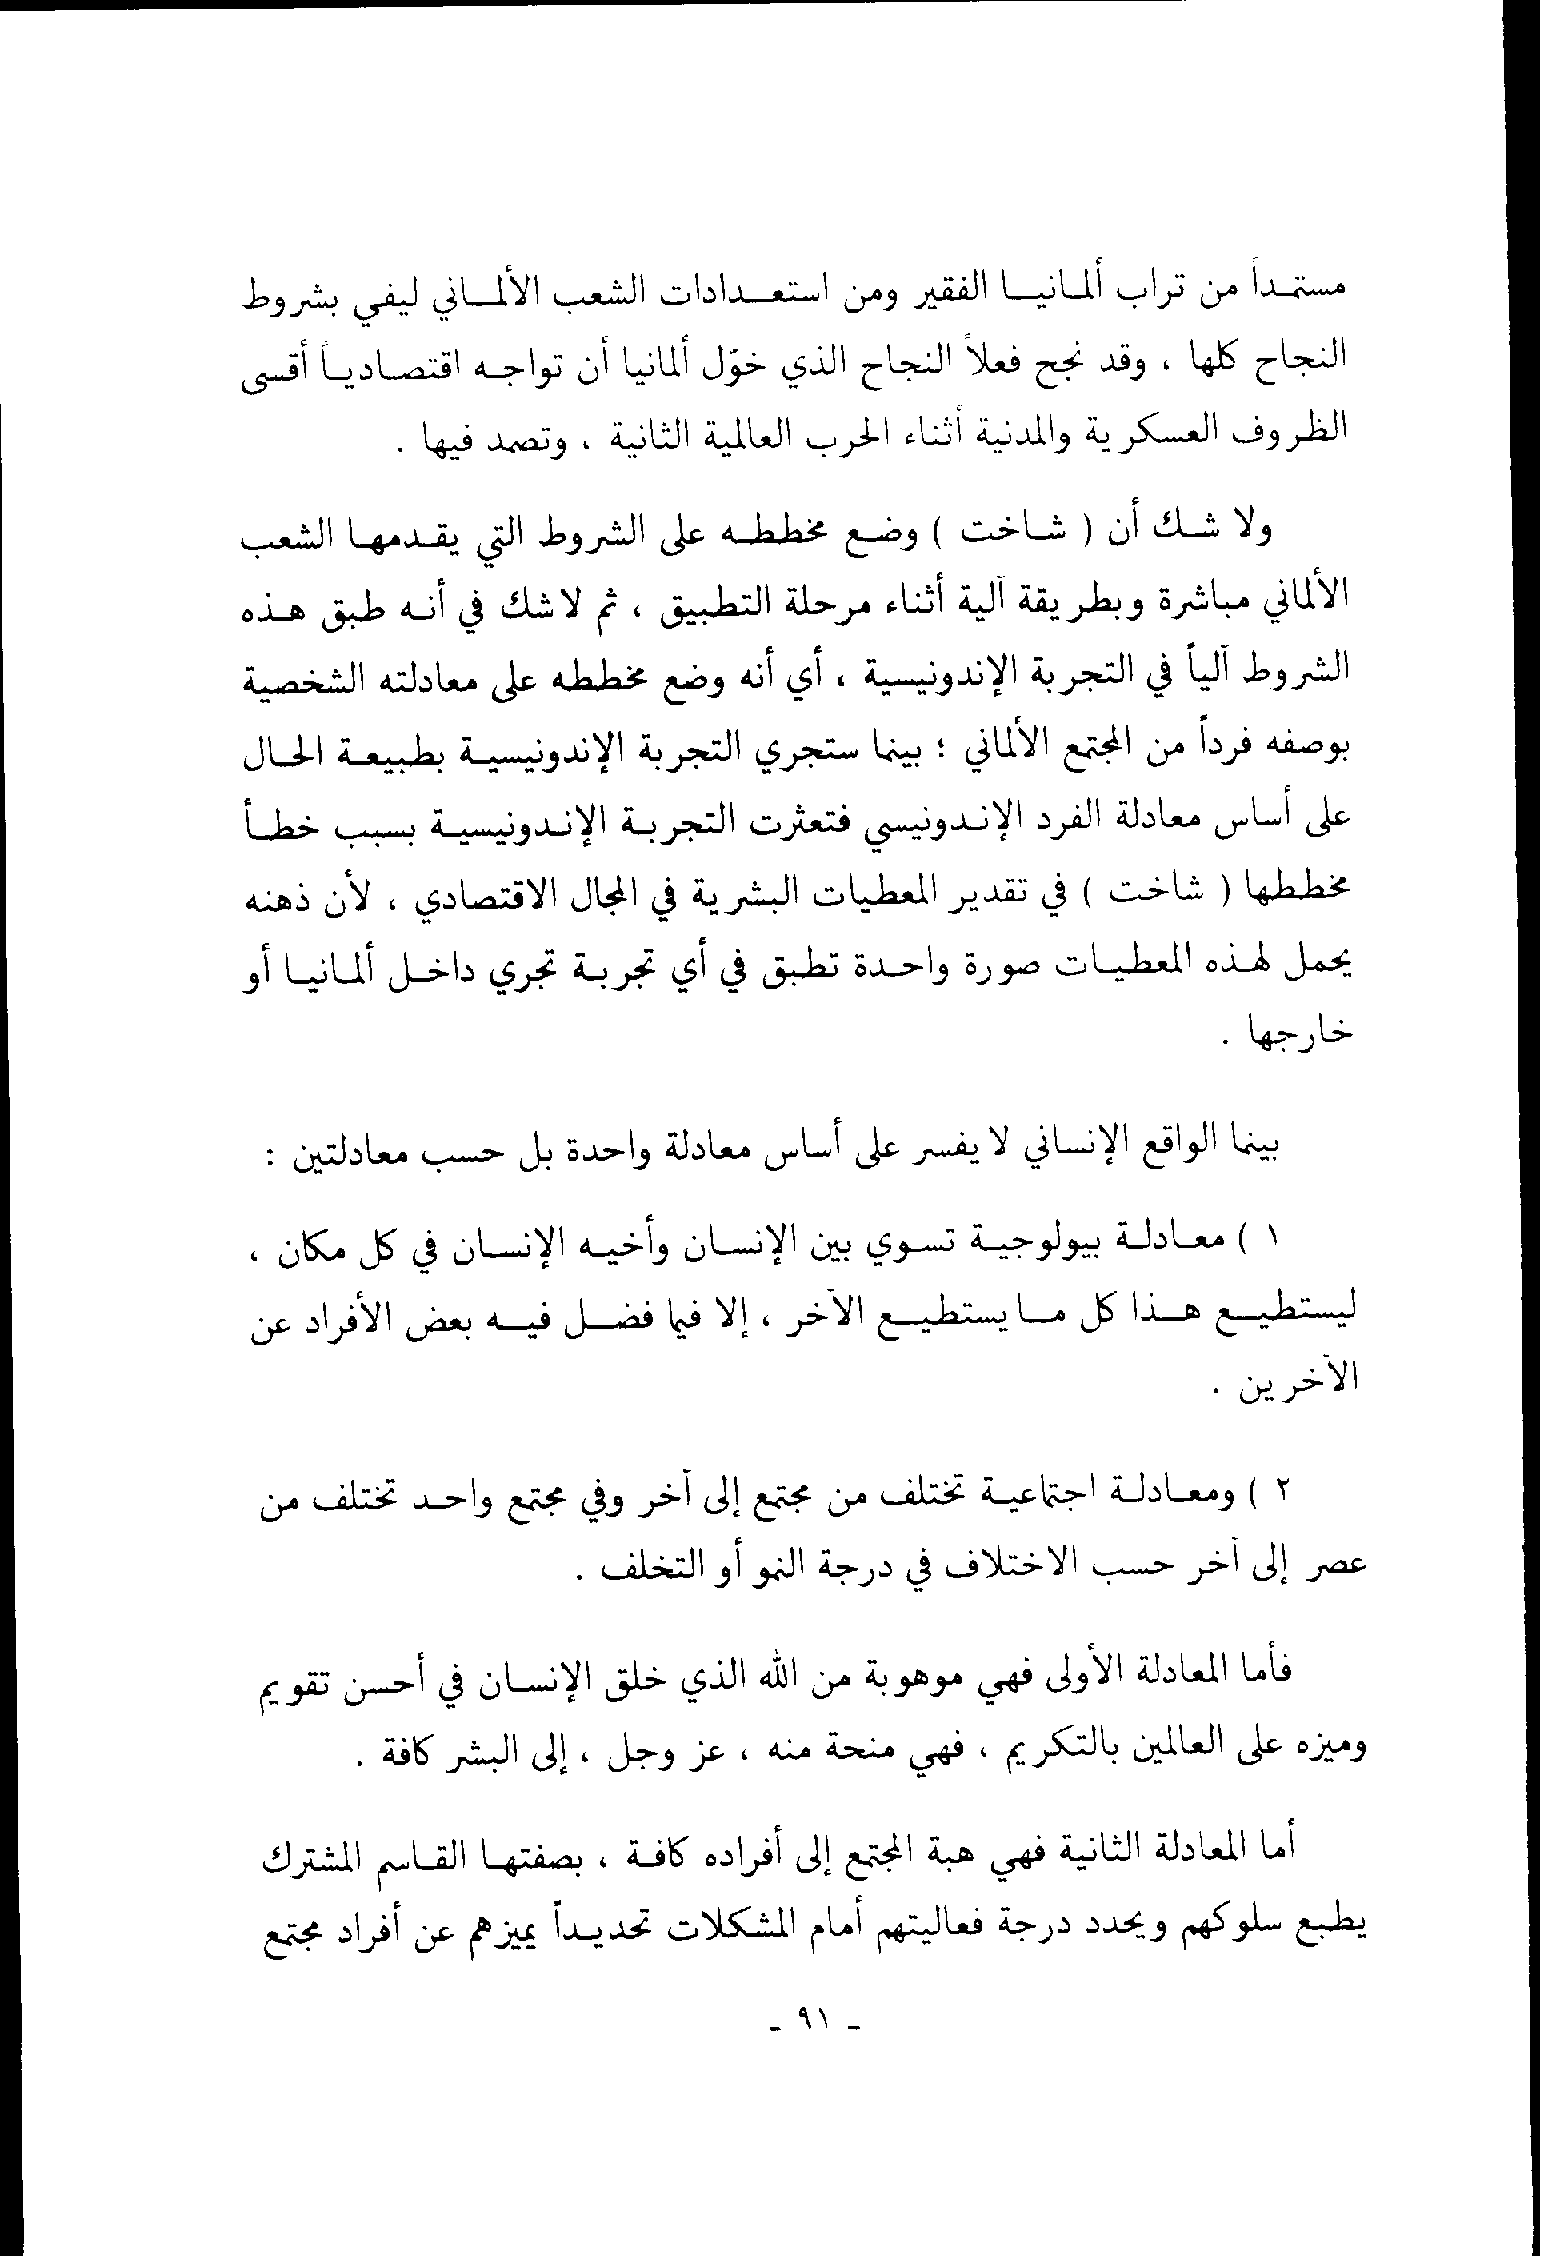 مستمداً من تراب ألمانيا الفقير ومن استعدادات الشعب الألماني ليفي بشروط
النجاح كلها ، وقد نجح فعلاً النجاح الذي خوّل ألمانيا أن تواجه اقتصادياً أقسى
الظروف العسكرية والمدنية أثناء الحرب العالمية الثانية ، وتصمد فيها .
ولا شك أن ( شاخت ) وضع مخططه على الشروط التي يقدمها الشعب
الألماني مباشرة وبطريقة آلية أثناء مرحلة التطبيق ، ثم لا شك في أنه طبق هذه
الشروط آلياً في التجربة الإندونيسية ، أي أنه وضع مخططه على معادلته الشخصية
بوصفه فرداً من المجتمع الألماني ؛ بينما ستجري التجربة الإندونيسية بطبيعة الحال
على أساس معادلة الفرد الإندونيسي فتعثرت التجربة الإندونيسية بسبب خطأ
مخططها ( شاخت ) في تقدير المعطيات البشرية في المجال الاقتصادي ، لأن ذهنه
يحمل لهذه المعطيات صورة واحدة تطبق في أي تجربة تجري داخل ألمانيا أو
خارجها .
بينما الواقع الإنساني لا يفسر على أساس معادلة واحدة بل حسب معادلتين :
١ ) معادلة بيولوجية تسوي بين الإنسان وأخيه الإنسان في كل مكان ،
ليستطيع هذا كل ما يستطيع الآخر ، إلا فيما فضل فيه بعض الأفراد عن
الآخرين .
٢ ) ومعادلة اجتماعية تختلف من مجتمع إلى آخر وفي مجتمع واحد تختلف من
عصر إلى آخر حسب الاختلاف في درجة النمو أو التخلف .
فأما المعادلة الأولى فهي موهوبة من الله الذي خلق الإنسان في أحسن تقويم
وميزه على العالمين بالتكريم ، فهي منحة منه ، عز وجل ، إلى البشر كافة .
أما المعادلة الثانية فهي هبة المجتمع إلى أفراده كافة ، بصفتها القاسم المشترك
يطبع سلوكهم ويحدد درجة فعاليتهم أمام المشكلات تحديداً يميزهم عن أفراد مجتمع
ـ ٩١ ـ